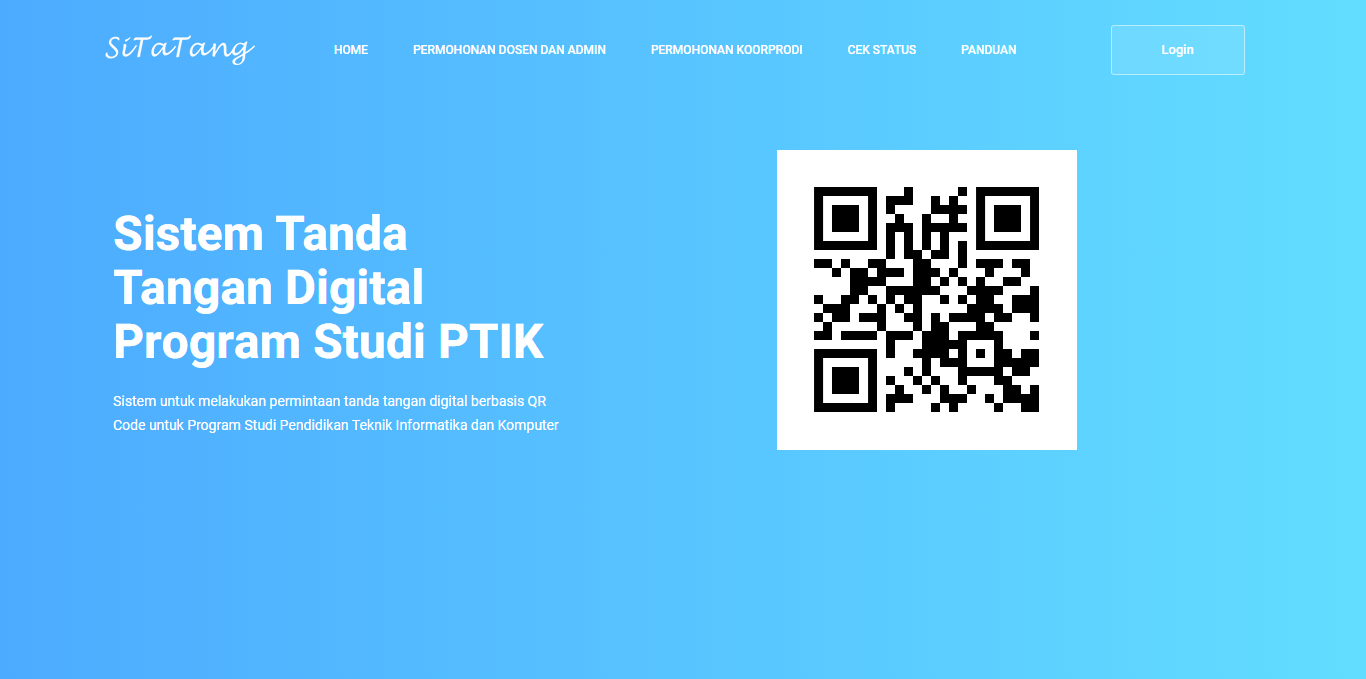 SiTaTang
HOME
PERMOHONAN DOSEN DAN ADMIN
PERMOHONAN KOORPRODI
CEK STATUS
PANDUAN
Login
Sistem Tanda
Tangan Digital
Program Studi PTIK
Sistem untuk melakukan permintaan tanda tangan digital berbasis QR
Code untuk Program Studi Pendidikan Teknik Informatika dan Komputer